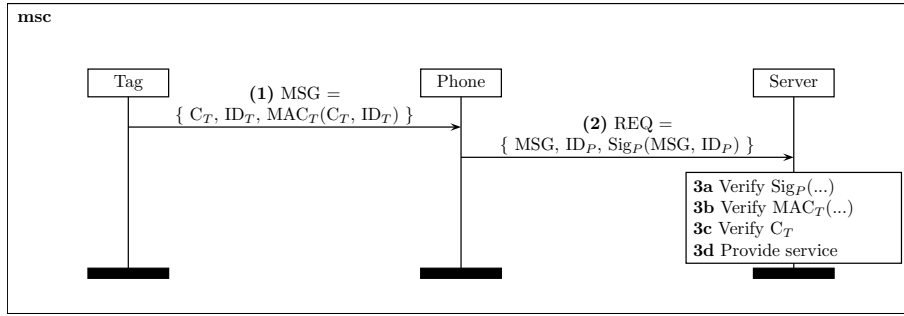 msc
Tag
Phone
Server
(1) MSG =
{ C_T, ID_T, MAC_T(C_T, ID_T) }
(2) REQ =
{ MSG, ID_P, Sig_P(MSG, ID_P) }
3a Verify Sig_P(...)
3b Verify MAC_T(...)
3c Verify C_T
3d Provide service